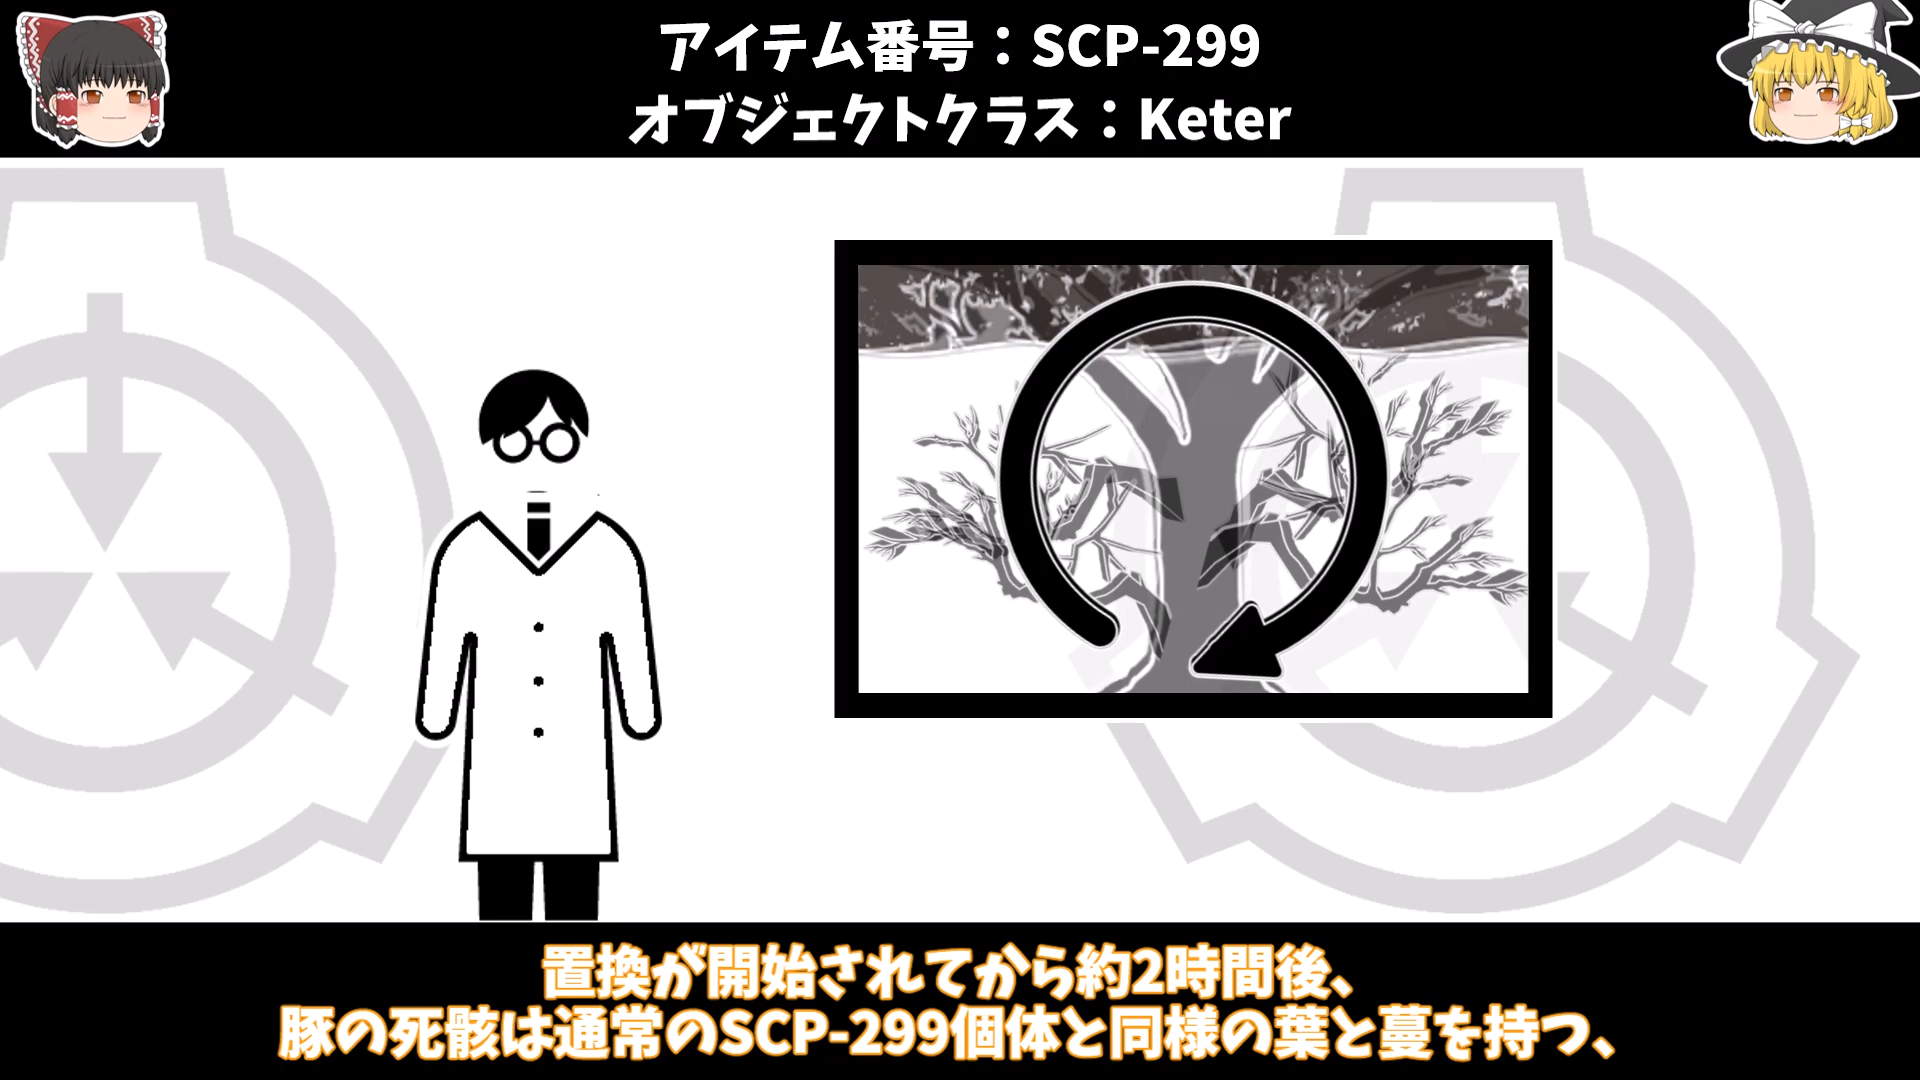 アイテム番号：SCP-299
オブジェクトクラス：Keter
置換が開始されてから約2時間後、
豚の死骸は通常のSCP-299個体と同様の葉と蔓を持つ、